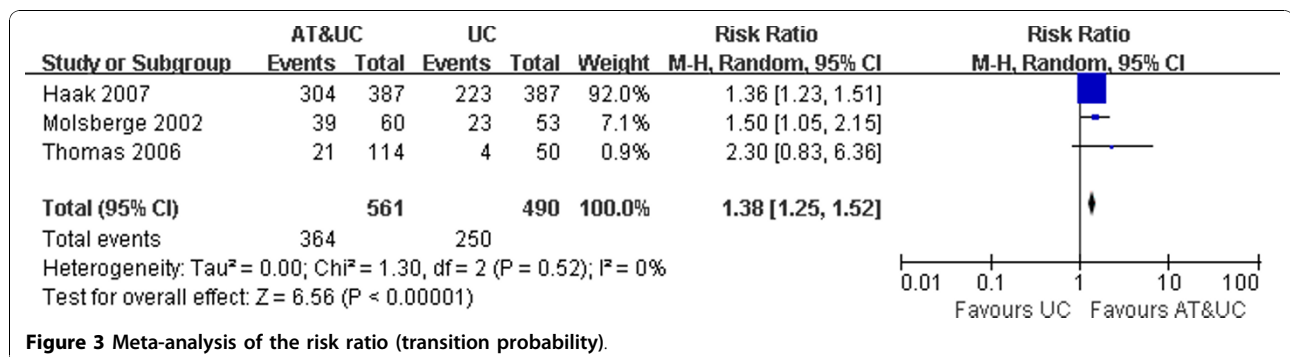 AT&UC UC Risk Ratio Risk Ratio
Study or Subgroup Events Total Events Total Weight M-H, Random, 95% CI M-H, Random, 95% CI
Haak 2007 304 387 223 387 92.0% 1.36 [1.23, 1.51]
Molsberge 2002 39 60 23 53 7.1% 1.50 [1.05, 2.15]
Thomas 2006 21 114 4 50 0.9% 2.30 [0.83, 6.36]
Total (95% CI) 561 490 100.0% 1.38 [1.25, 1.52]
Total events 364 250
Heterogeneity: Tau² = 0.00; Chi² = 1.30, df = 2 (P = 0.52); I² = 0%
Test for overall effect: Z = 6.56 (P < 0.00001)
0.01 0.1 1 10 100
Favours UC Favours AT&UC
Figure 3 Meta-analysis of the risk ratio (transition probability).